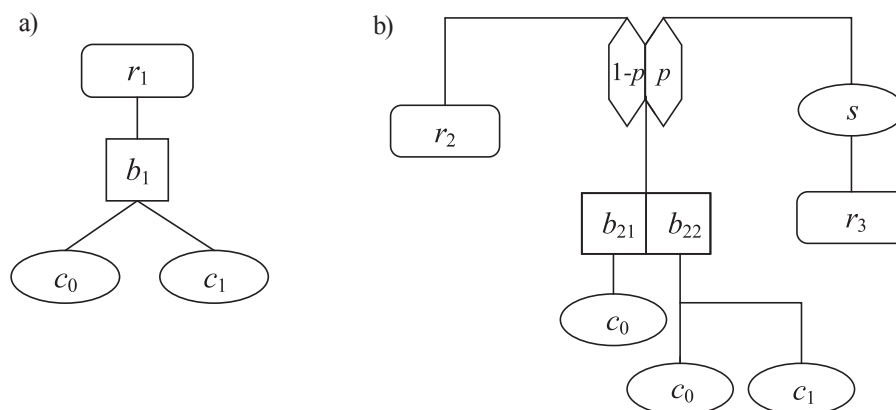 a)
r₁
b₁
c₀ c₁
b)
1-p p
r₂
s
r₃
b₂₁ b₂₂
c₀
c₀ c₁